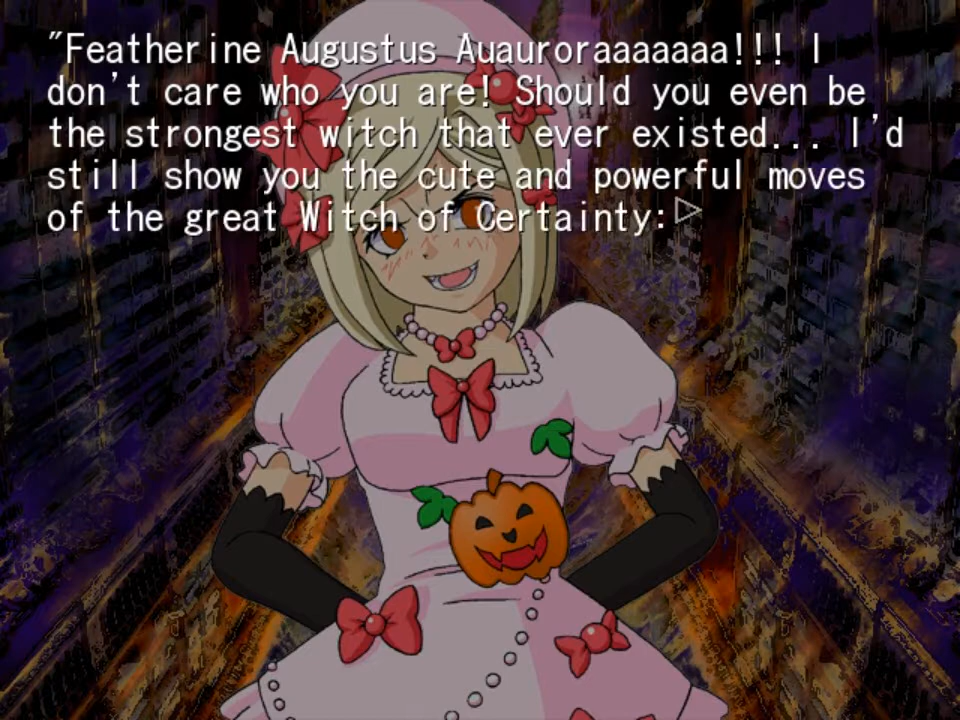 "Featherine Augustus Auauroraaaaaaa!!! I
don't care who you are! Should you even be
the strongest witch that ever existed... I'd
still show you the cute and powerful moves
of the great Witch of Certainty: